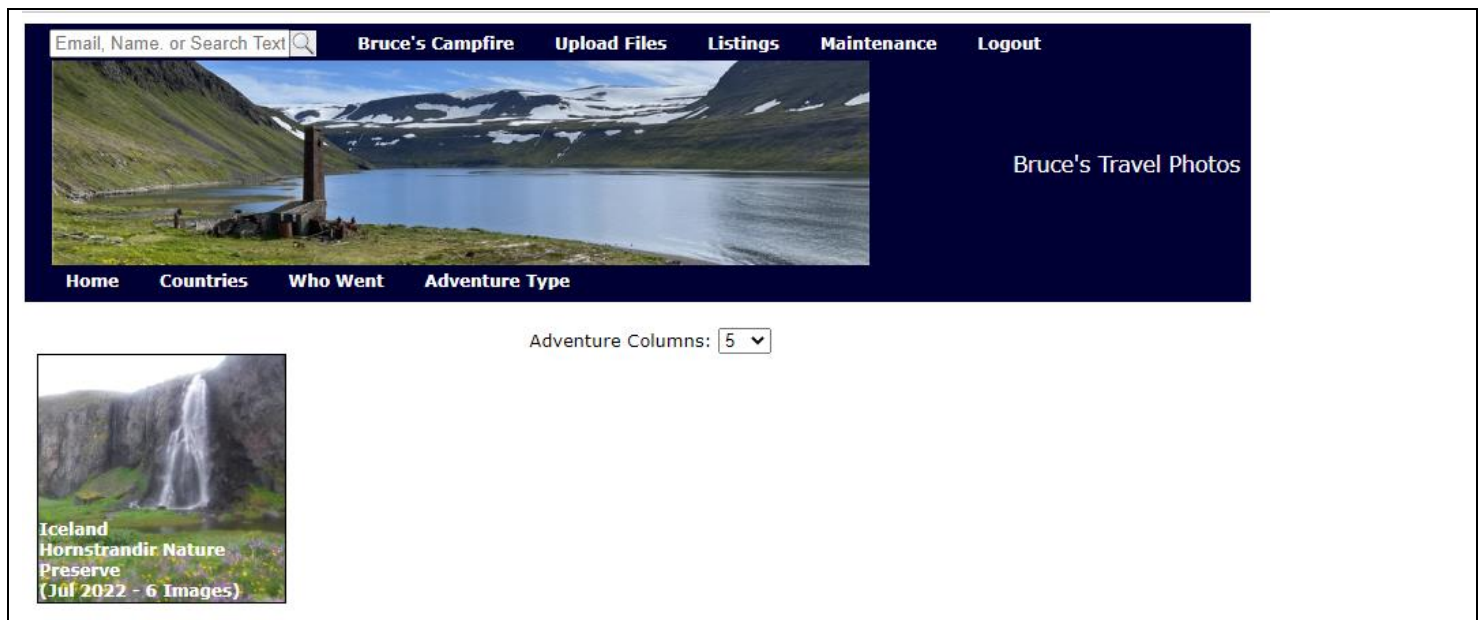 Email, Name. or Search Text
Bruce's Campfire Upload Files Listings Maintenance Logout
Bruce's Travel Photos
Home Countries Who Went Adventure Type
Adventure Columns: 5
Iceland
Hornstrandir Nature
Preserve
(Jul 2022 - 6 Images)